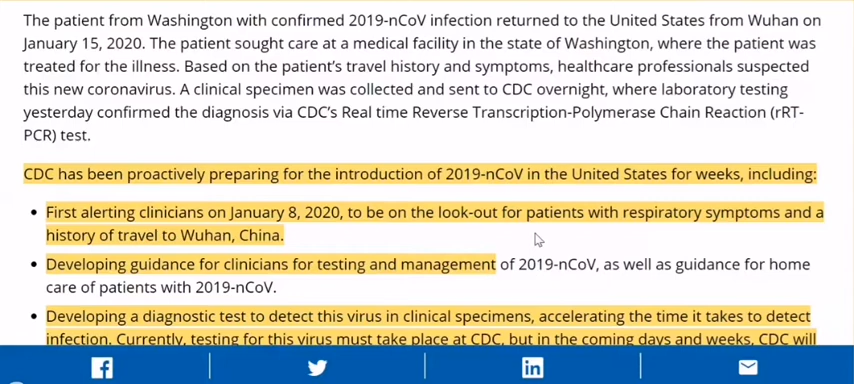 The patient from Washington with confirmed 2019-nCoV infection returned to the United States from Wuhan on
January 15, 2020. The patient sought care at a medical facility in the state of Washington, where the patient was
treated for the illness. Based on the patient's travel history and symptoms, healthcare professionals suspected
this new coronavirus. A clinical specimen was collected and sent to CDC overnight, where laboratory testing
yesterday confirmed the diagnosis via CDC's Real time Reverse Transcription-Polymerase Chain Reaction (rRT-
PCR) test.
CDC has been proactively preparing for the introduction of 2019-nCoV in the United States for weeks, including:
• First alerting clinicians on January 8, 2020, to be on the look-out for patients with respiratory symptoms and a
history of travel to Wuhan, China.
• Developing guidance for clinicians for testing and management of 2019-nCoV, as well as guidance for home
care of patients with 2019-nCoV.
• Developing a diagnostic test to detect this virus in clinical specimens, accelerating the time it takes to detect
infection. Currently, testing for this virus must take place at CDC, but in the coming days and weeks, CDC will